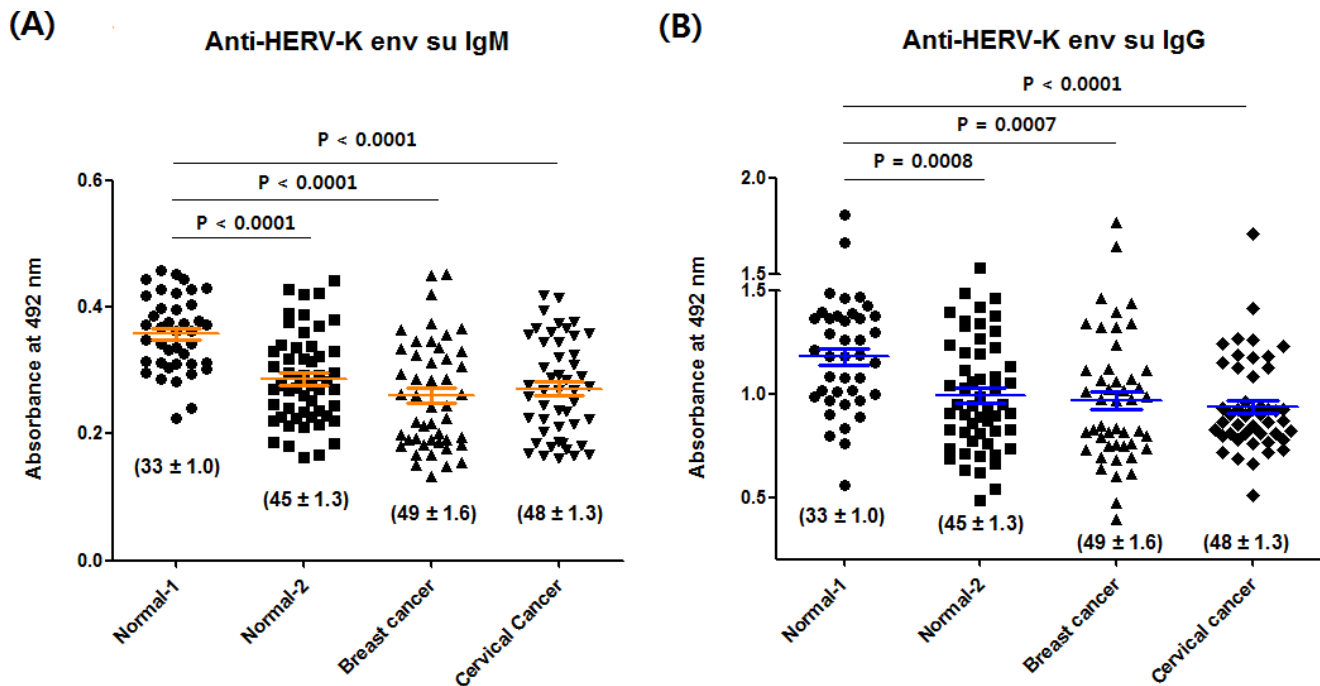 (A)
Anti-HERV-K env su IgM
P < 0.0001
P < 0.0001
P < 0.0001
Absorbance at 492 nm
0.6
0.4
0.2
0.0
(33 ± 1.0)
(45 ± 1.3)
(49 ± 1.6)
(48 ± 1.3)
Normal-1
Normal-2
Breast cancer
Cervical Cancer
(B)
Anti-HERV-K env su IgG
P < 0.0001
P = 0.0007
P = 0.0008
Absorbance at 492 nm
2.0
1.5
1.5
1.0
0.5
(33 ± 1.0)
(45 ± 1.3)
(49 ± 1.6)
(48 ± 1.3)
Normal-1
Normal-2
Breast cancer
Cervical cancer